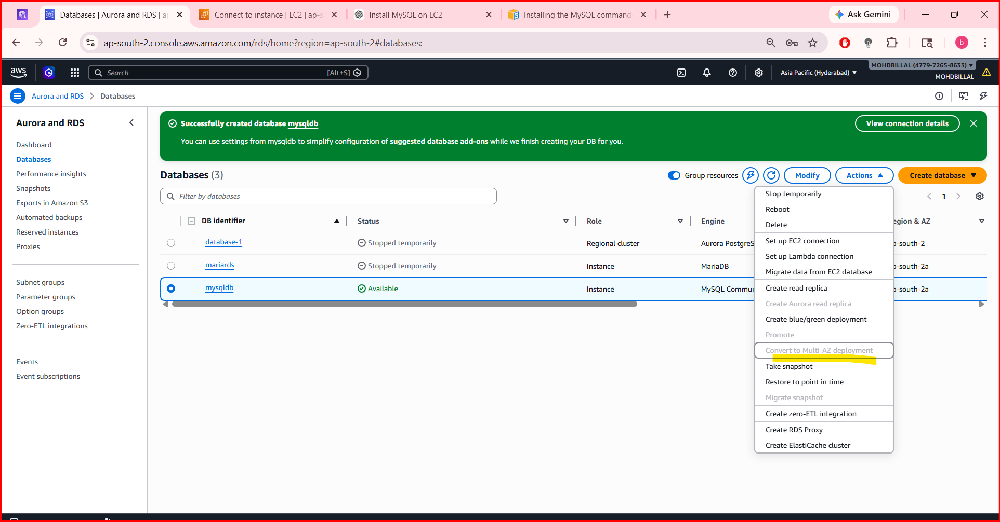 Databases | Aurora and RDS | ap
Connect to instance | EC2 | ap-s
Install MySQL on EC2
Installing the MySQL command
Ask Gemini
ap-south-2.console.aws.amazon.com/rds/home?region=ap-south-2#databases:
b
aws
Search
[Alt+S]
Asia Pacific (Hyderabad)
MOHDBILLAL (4779-7265-8633)
MOHDBILLAL
Aurora and RDS > Databases
Aurora and RDS
Dashboard
Databases
Performance insights
Snapshots
Exports in Amazon S3
Automated backups
Reserved instances
Proxies
Subnet groups
Parameter groups
Option groups
Zero-ETL integrations
Events
Event subscriptions
Successfully created database mysqldb
You can use settings from mysqldb to simplify configuration of suggested database add-ons while we finish creating your DB for you.
View connection details
Databases (3)
Group resources
Modify
Actions
Create database
Filter by databases
1
DB identifier Status Role Engine egion & AZ
database-1 Stopped temporarily Regional cluster Aurora PostgreS p-south-2
mariards Stopped temporarily Instance MariaDB p-south-2a
mysqldb Available Instance MySQL Commun p-south-2a
Stop temporarily
Reboot
Delete
Set up EC2 connection
Set up Lambda connection
Migrate data from EC2 database
Create read replica
Create Aurora read replica
Create blue/green deployment
Promote
Convert to Multi-AZ deployment
Take snapshot
Restore to point in time
Migrate snapshot
Create zero-ETL integration
Create RDS Proxy
Create ElastiCache cluster